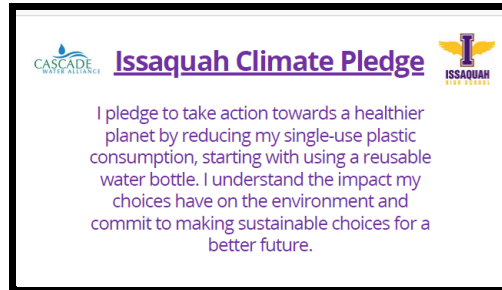 CASCADE
WATER ALLIANCE
Issaquah Climate Pledge
ISSAQUAH
HIGH SCHOOL
I pledge to take action towards a healthier
planet by reducing my single-use plastic
consumption, starting with using a reusable
water bottle. I understand the impact my
choices have on the environment and
commit to making sustainable choices for a
better future.